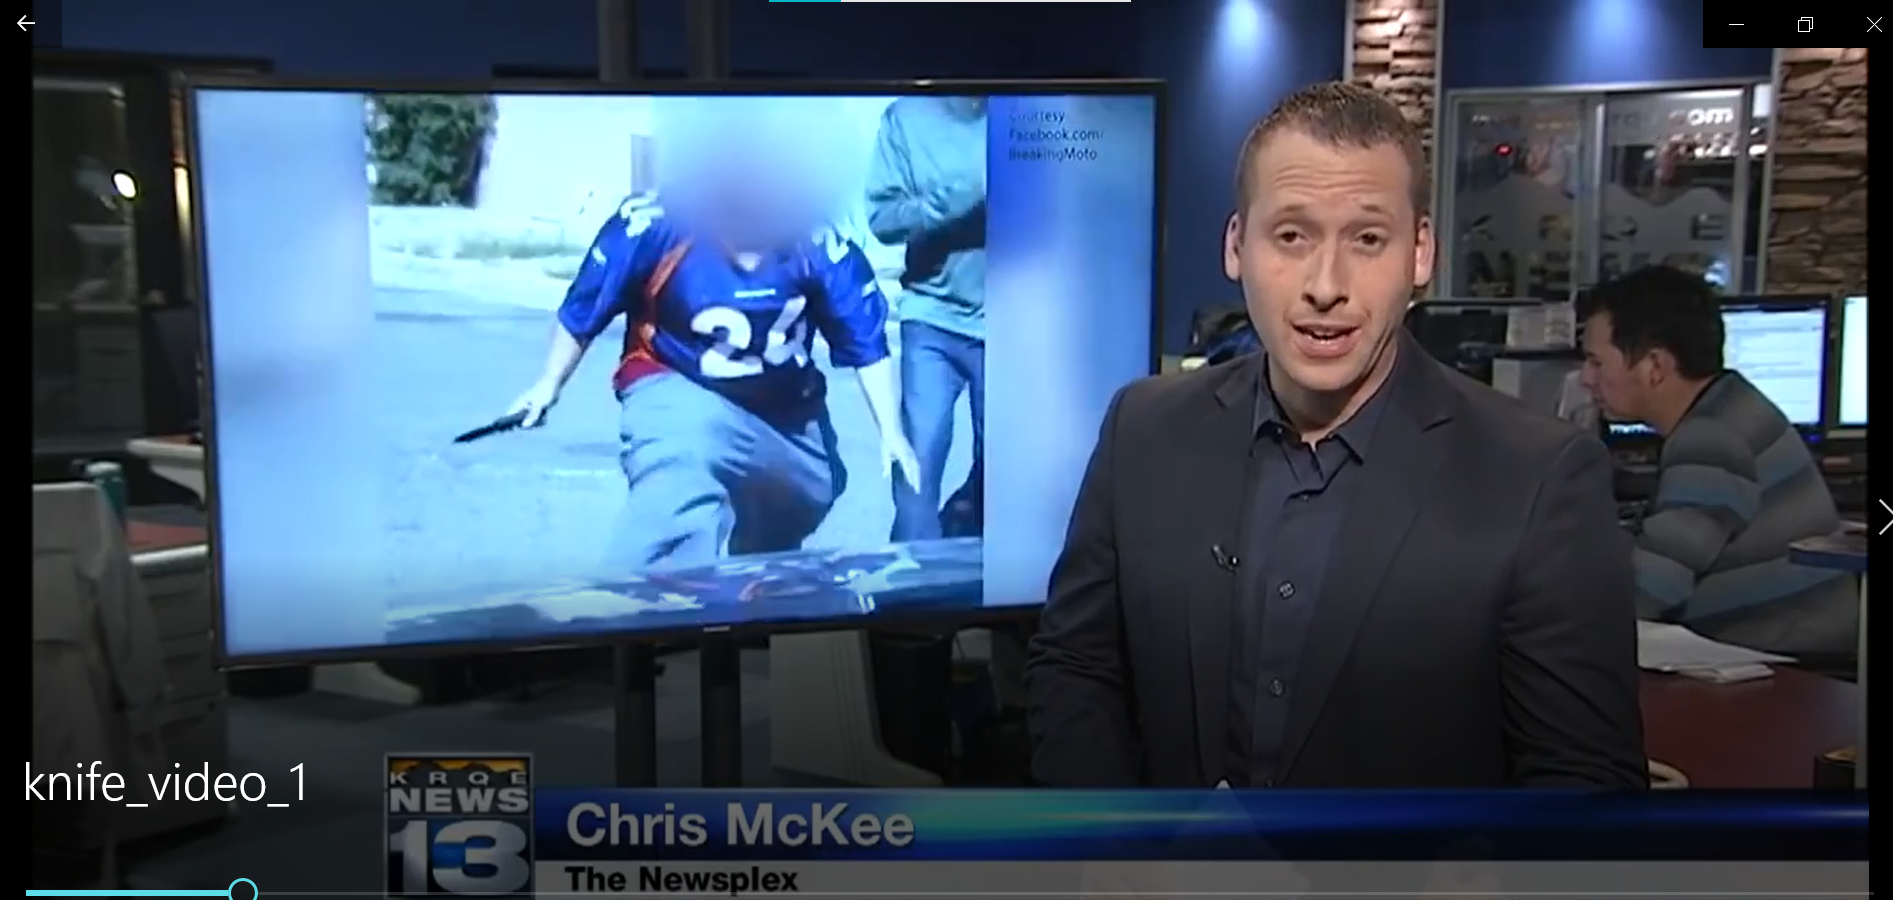 Courtesy
Facebook.com/
BreakingMoto
24
knife_video_1
KRQE
NEWS
13
Chris McKee
The Newsplex